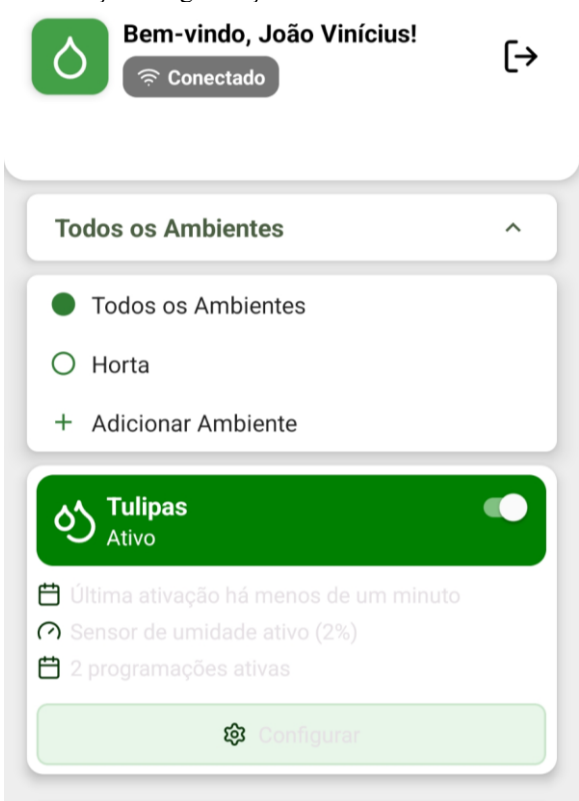 Bem-vindo, João Vinícius!
Conectado
Todos os Ambientes
Todos os Ambientes
Horta
Adicionar Ambiente
Tulipas
Ativo
Última ativação há menos de um minuto
Sensor de umidade ativo (2%)
2 programações ativas
Configurar